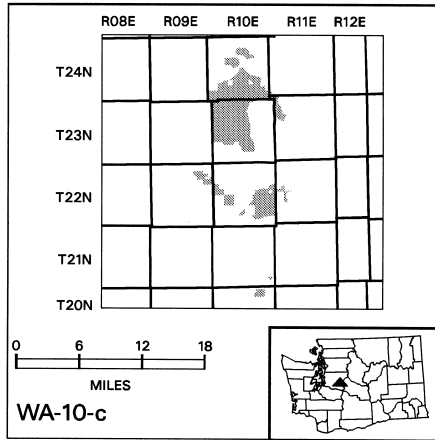 R08E R09E R10E R11E R12E
T24N
T23N
T22N
T21N
T20N
0 6 12 18
MILES
WA-10-c